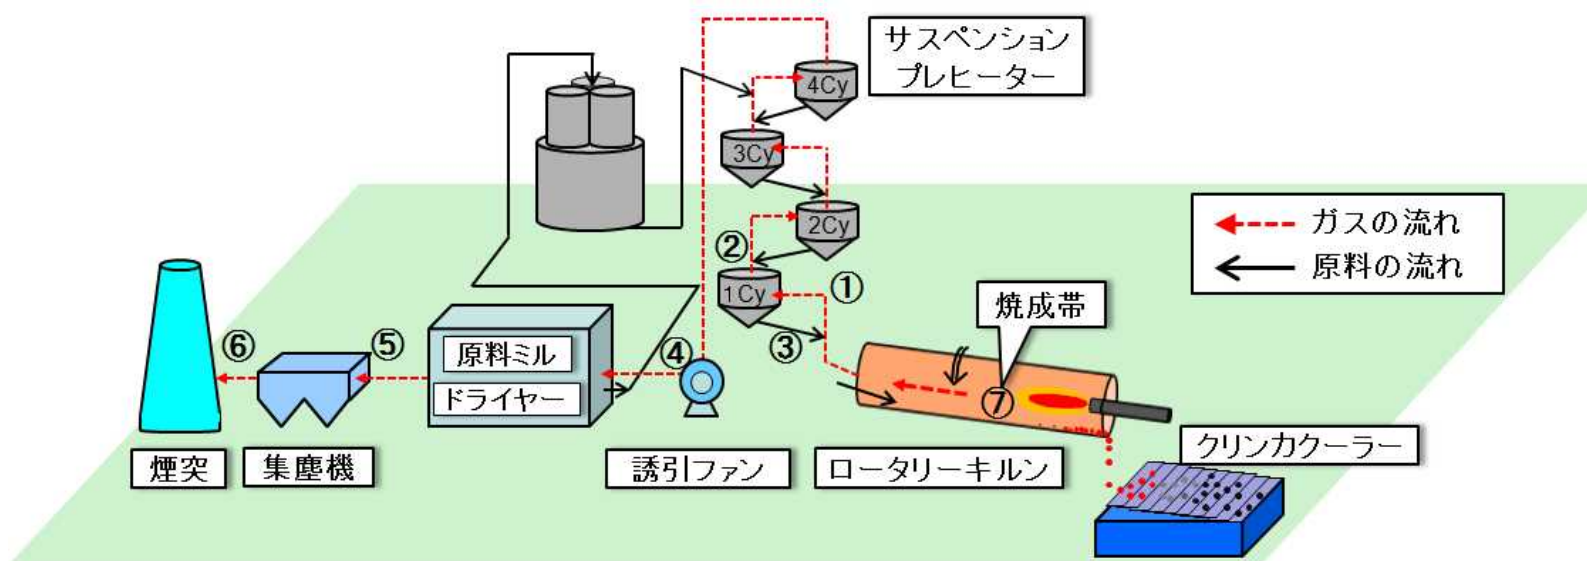 サスペンション
プレヒーター
4Cy
3Cy
2Cy
②
1Cy
①
③
焼成帯
ガスの流れ
原料の流れ
⑥
⑤
原料ミル
ドライヤー
④
⑦
煙突
集塵機
誘引ファン
ロータリーキルン
クリンカクーラー